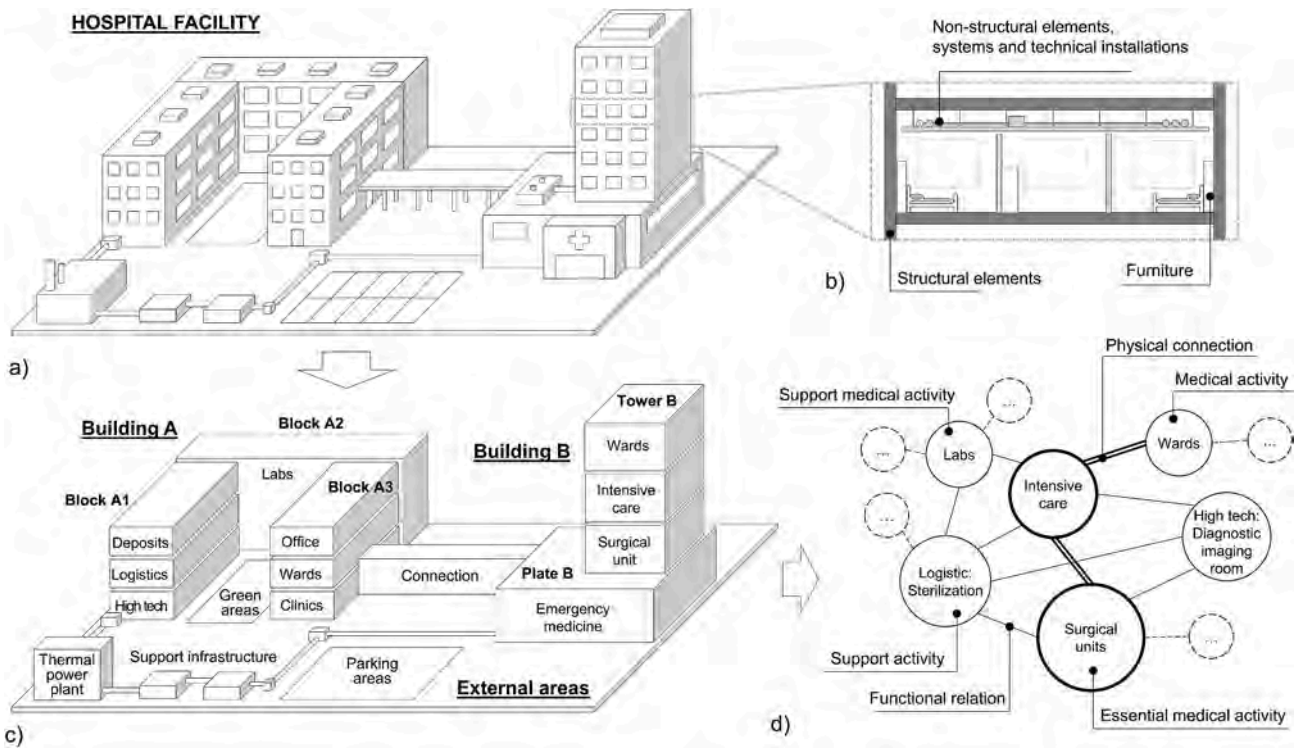 HOSPITAL FACILITY
Non-structural elements,
systems and technical installations
Structural elements
Furniture
b)
a)
Building A
Block A2
Labs
Block A1
Block A3
Deposits
Logistics
High tech
Office
Wards
Clinics
Green
areas
Connection
Building B
Tower B
Wards
Intensive
care
Surgical
unit
Plate B
Emergency
medicine
Thermal
power
plant
Support infrastructure
Parking
areas
External areas
c)
Physical connection
Support medical activity
Medical activity
...
...
Labs
Wards
...
Intensive
care
...
High tech:
Diagnostic
imaging
room
Logistic:
Sterilization
Surgical
units
...
Support activity
Functional relation
Essential medical activity
d)